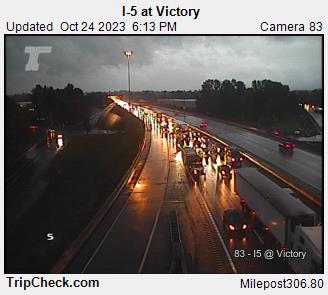 I-5 at Victory
Updated Oct 24 2023 6:13 PM Camera 83
T
S
83 - I5 @ Victory
TripCheck.com Milepost306.80